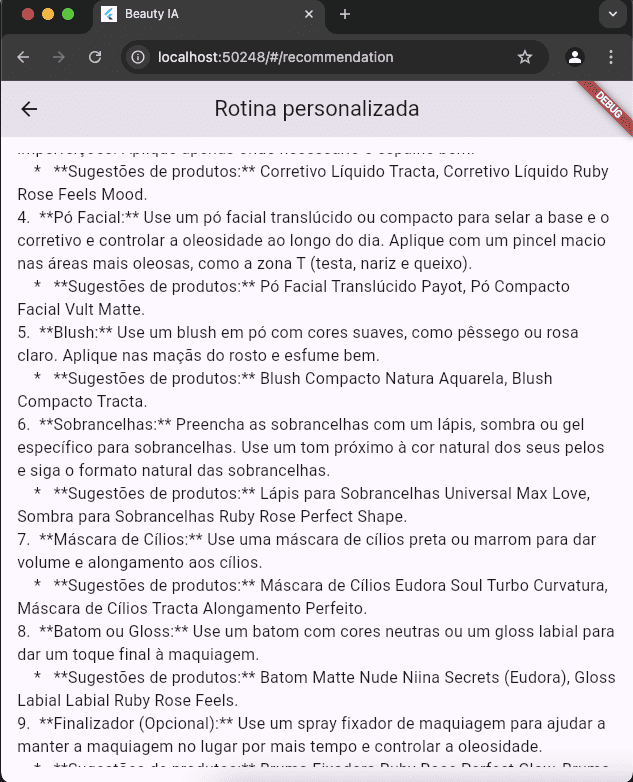 Beauty IA
localhost:50248/#/recommendation
Rotina personalizada
DEBUG
*   **Sugestões de produtos:** Corretivo Líquido Tracta, Corretivo Líquido Ruby
Rose Feels Mood.
4.  **Pó Facial:** Use um pó facial translúcido ou compacto para selar a base e o
corretivo e controlar a oleosidade ao longo do dia. Aplique com um pincel macio
nas áreas mais oleosas, como a zona T (testa, nariz e queixo).
*   **Sugestões de produtos:** Pó Facial Translúcido Payot, Pó Compacto
Facial Vult Matte.
5.  **Blush:** Use um blush em pó com cores suaves, como pêssego ou rosa
claro. Aplique nas maçãs do rosto e esfume bem.
*   **Sugestões de produtos:** Blush Compacto Natura Aquarela, Blush
Compacto Tracta.
6.  **Sobrancelhas:** Preencha as sobrancelhas com um lápis, sombra ou gel
específico para sobrancelhas. Use um tom próximo à cor natural dos seus pelos
e siga o formato natural das sobrancelhas.
*   **Sugestões de produtos:** Lápis para Sobrancelhas Universal Max Love,
Sombra para Sobrancelhas Ruby Rose Perfect Shape.
7.  **Máscara de Cílios:** Use uma máscara de cílios preta ou marrom para dar
volume e alongamento aos cílios.
*   **Sugestões de produtos:** Máscara de Cílios Eudora Soul Turbo Curvatura,
Máscara de Cílios Tracta Alongamento Perfeito.
8.  **Batom ou Gloss:** Use um batom com cores neutras ou um gloss labial para
dar um toque final à maquiagem.
*   **Sugestões de produtos:** Batom Matte Nude Niina Secrets (Eudora), Gloss
Labial Labial Ruby Rose Feels.
9.  **Finalizador (Opcional):** Use um spray fixador de maquiagem para ajudar a
manter a maquiagem no lugar por mais tempo e controlar a oleosidade.